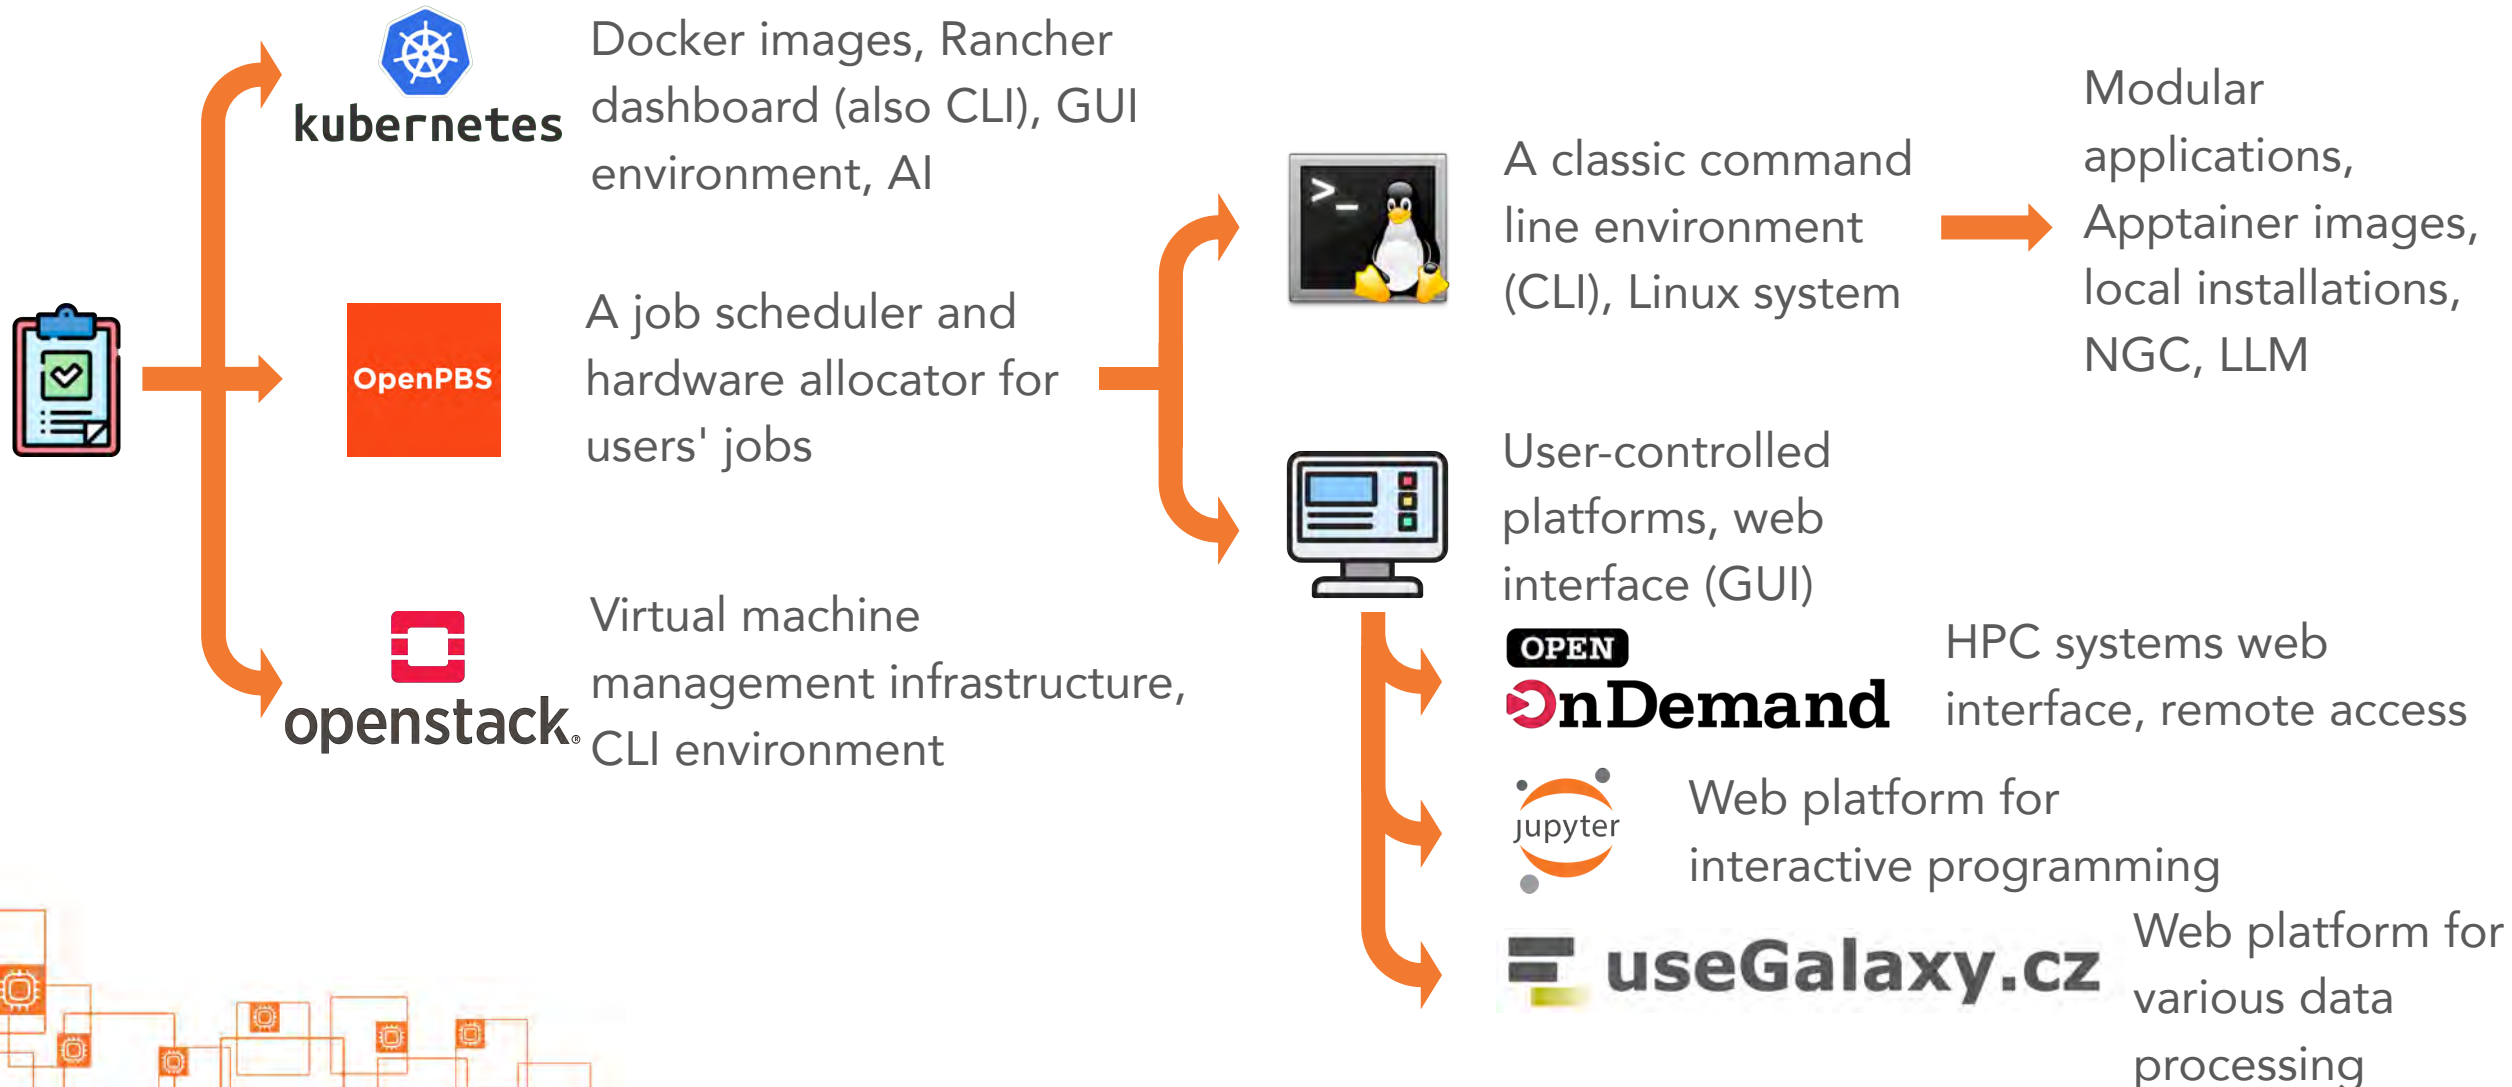 kubernetes
Docker images, Rancher
dashboard (also CLI), GUI
environment, AI
OpenPBS
A job scheduler and
hardware allocator for
users' jobs
openstack.
Virtual machine
management infrastructure,
CLI environment
>_
A classic command
line environment
(CLI), Linux system
Modular
applications,
Apptainer images,
local installations,
NGC, LLM
User-controlled
platforms, web
interface (GUI)
OPEN
OnDemand
HPC systems web
interface, remote access
jupyter
Web platform for
interactive programming
useGalaxy.cz
Web platform for
various data
processing